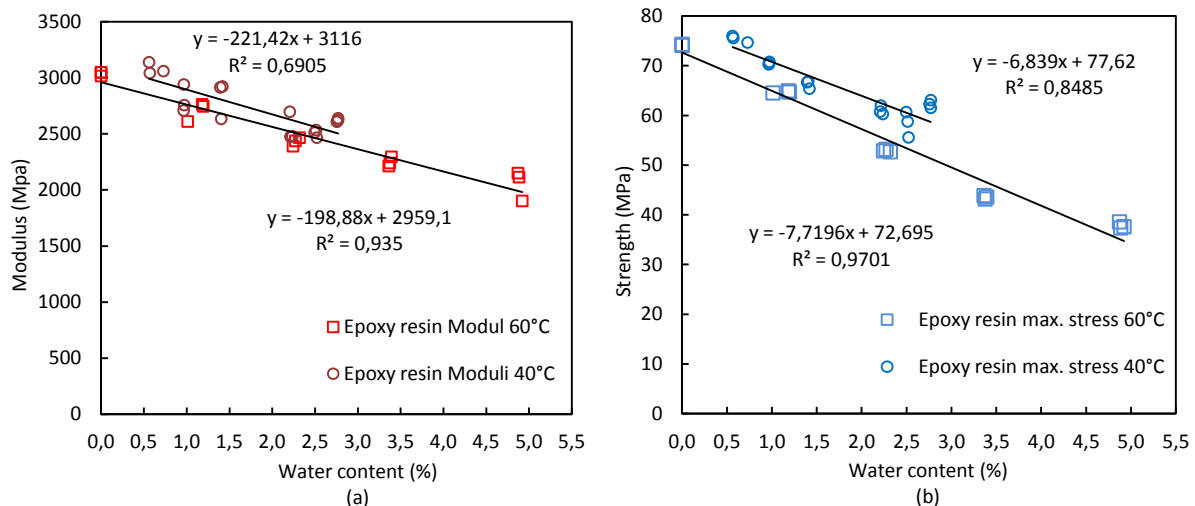 3500
3000
2500
2000
1500
1000
500
0
Modulus (Mpa)
y = -221,42x + 3116
R² = 0,6905
y = -198,88x + 2959,1
R² = 0,935
Epoxy resin Modul 60°C
Epoxy resin Moduli 40°C
0,0 0,5 1,0 1,5 2,0 2,5 3,0 3,5 4,0 4,5 5,0 5,5
Water content (%)
(a)
80
70
60
50
40
30
20
10
0
Strength (MPa)
y = -6,839x + 77,62
R² = 0,8485
y = -7,7196x + 72,695
R² = 0,9701
Epoxy resin max. stress 60°C
Epoxy resin max. stress 40°C
0,0 0,5 1,0 1,5 2,0 2,5 3,0 3,5 4,0 4,5 5,0 5,5
Water content (%)
(b)